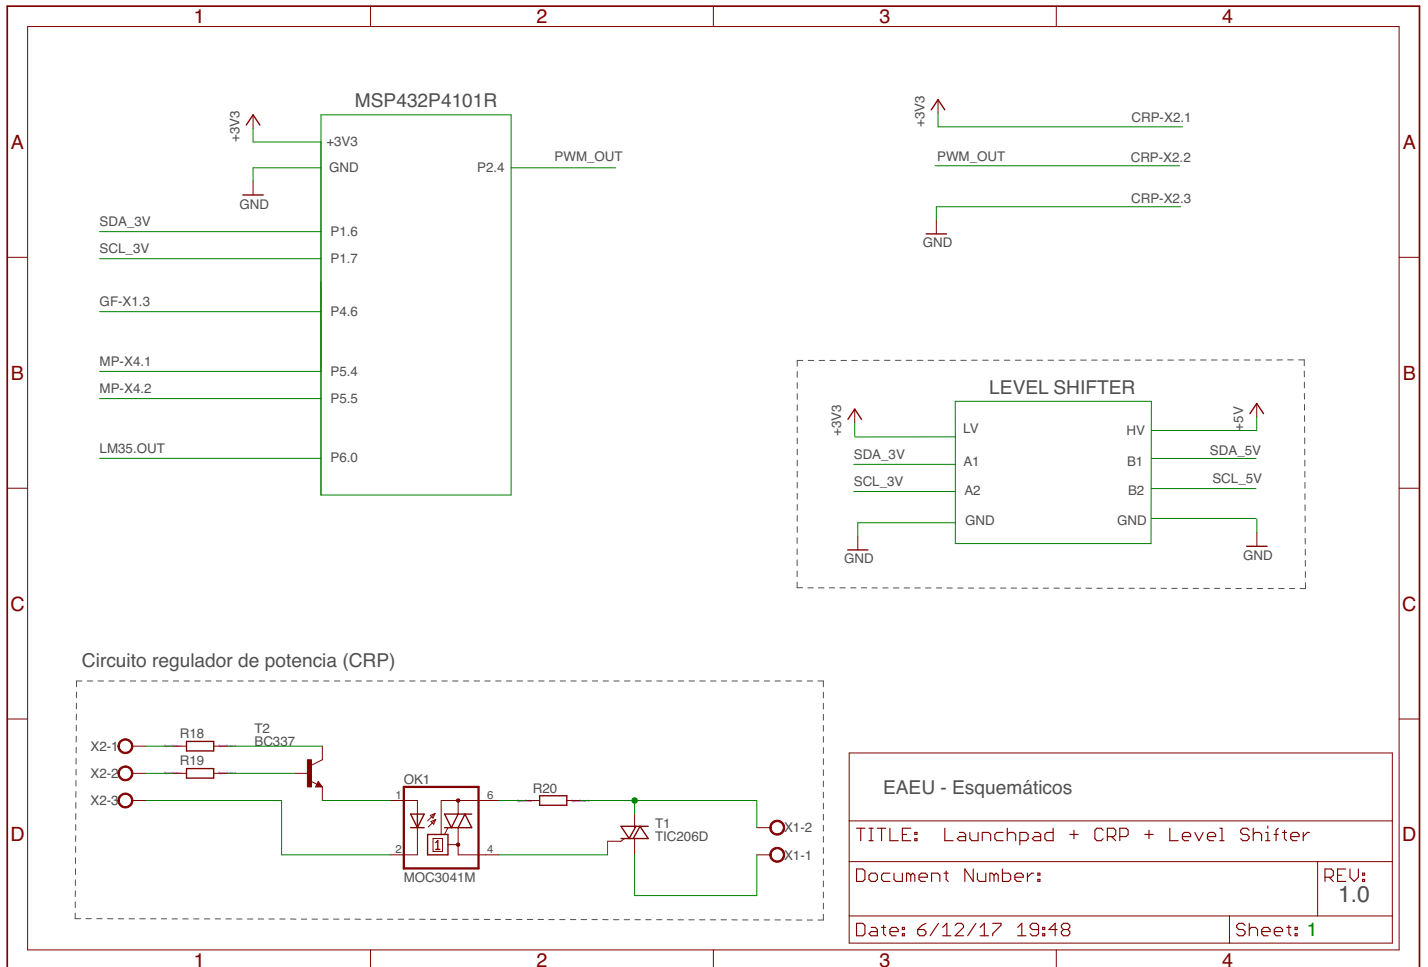 1 2 3 4
A
A
B
B
C
C
D
D
MSP432P4101R
+3V3
+3V3
GND
GND
P2.4
PWM_OUT
SDA_3V
P1.6
SCL_3V
P1.7
GF-X1.3
P4.6
MP-X4.1
P5.4
MP-X4.2
P5.5
LM35.OUT
P6.0
+3V3
CRP-X2.1
PWM_OUT
CRP-X2.2
CRP-X2.3
GND
LEVEL SHIFTER
+3V3
LV
HV
+5V
SDA_3V
A1
B1
SDA_5V
SCL_3V
A2
B2
SCL_5V
GND
GND
GND
GND
Circuito regulador de potencia (CRP)
X2-1
R18
T2
BC337
X2-2
R19
X2-3
OK1
1
6
2
4
1
MOC3041M
R20
T1
TIC206D
X1-2
X1-1
EAEU - Esquemáticos
TITLE: Launchpad + CRP + Level Shifter
Document Number:
REV:
1.0
Date: 6/12/17 19:48
Sheet: 1
1 2 3 4